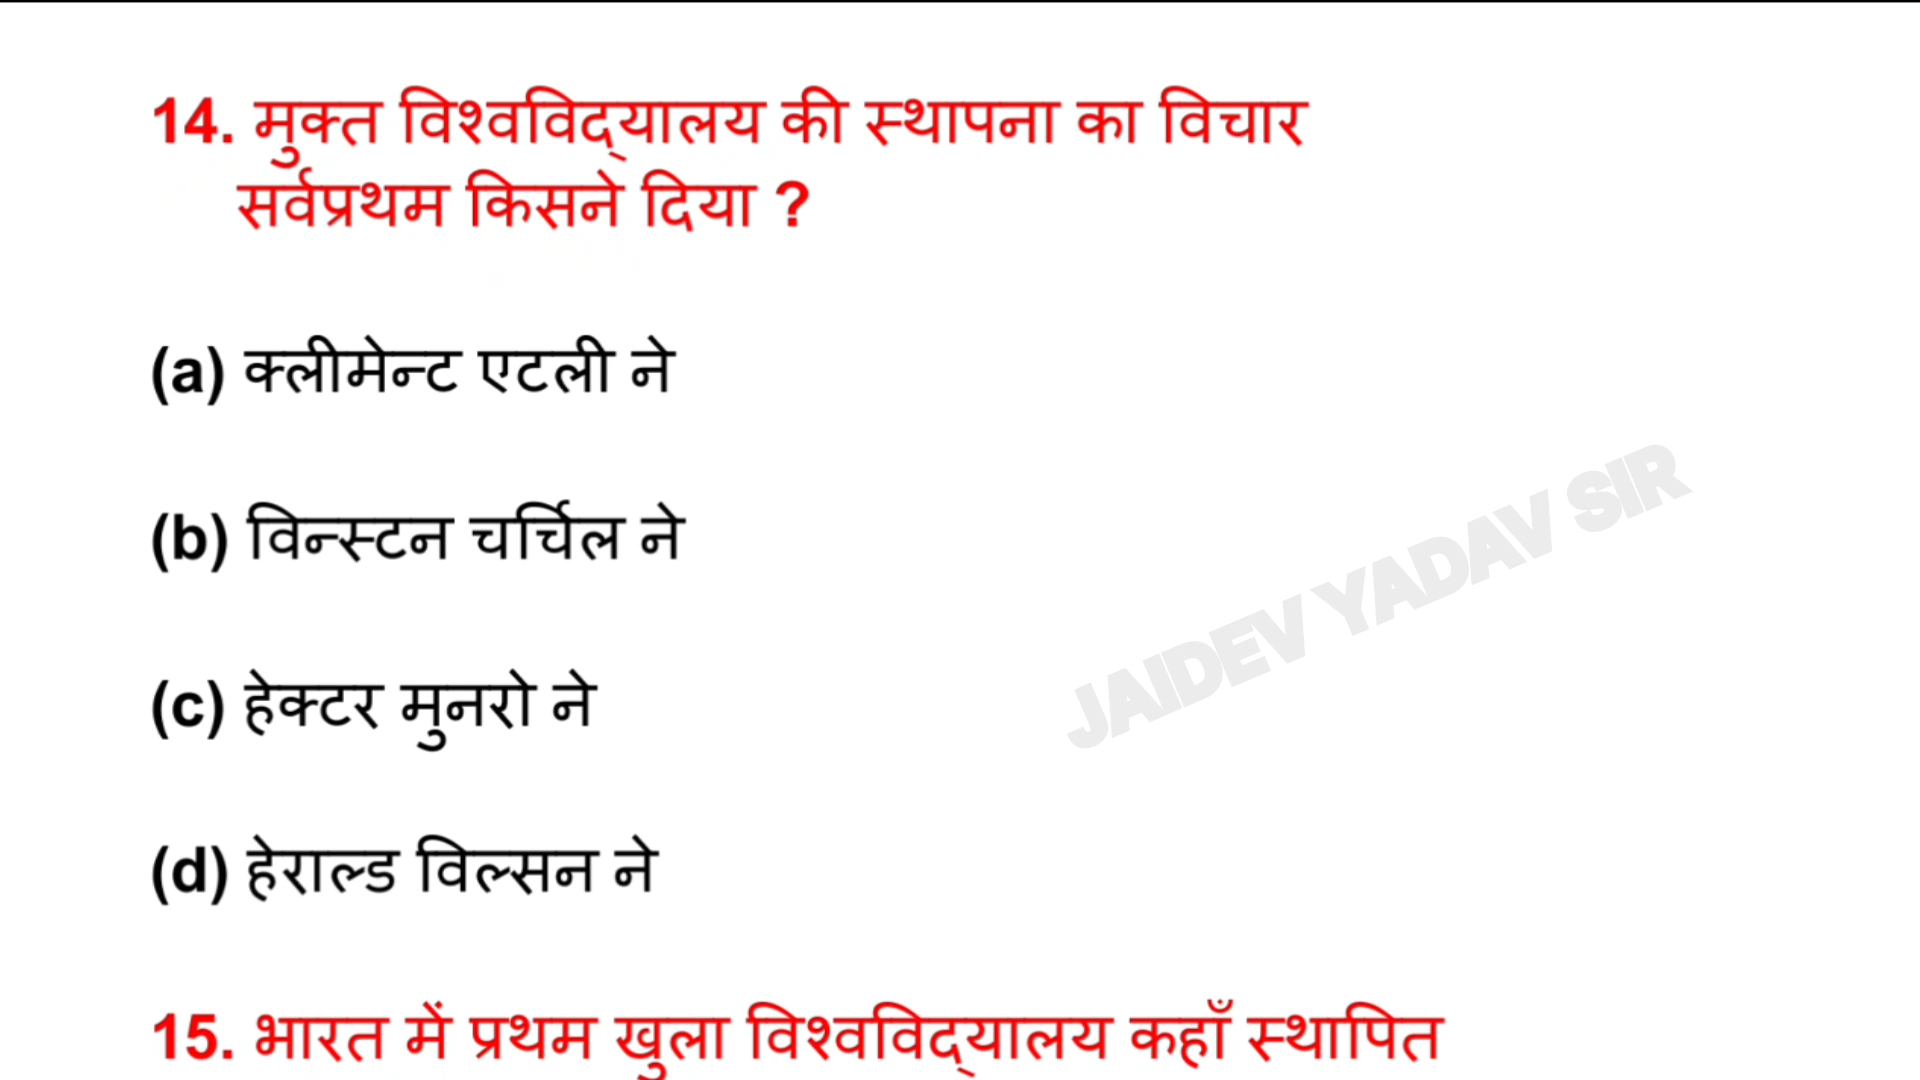 14. मुक्त विश्वविद्यालय की स्थापना का विचार
सर्वप्रथम किसने दिया ?
(a) क्लीमेन्ट एटली ने
(b) विन्स्टन चर्चिल ने
(c) हेक्टर मुनरो ने
(d) हेराल्ड विल्सन ने
JAIDEV YADAV SIR
15. भारत में प्रथम खुला विश्वविद्यालय कहाँ स्थापित